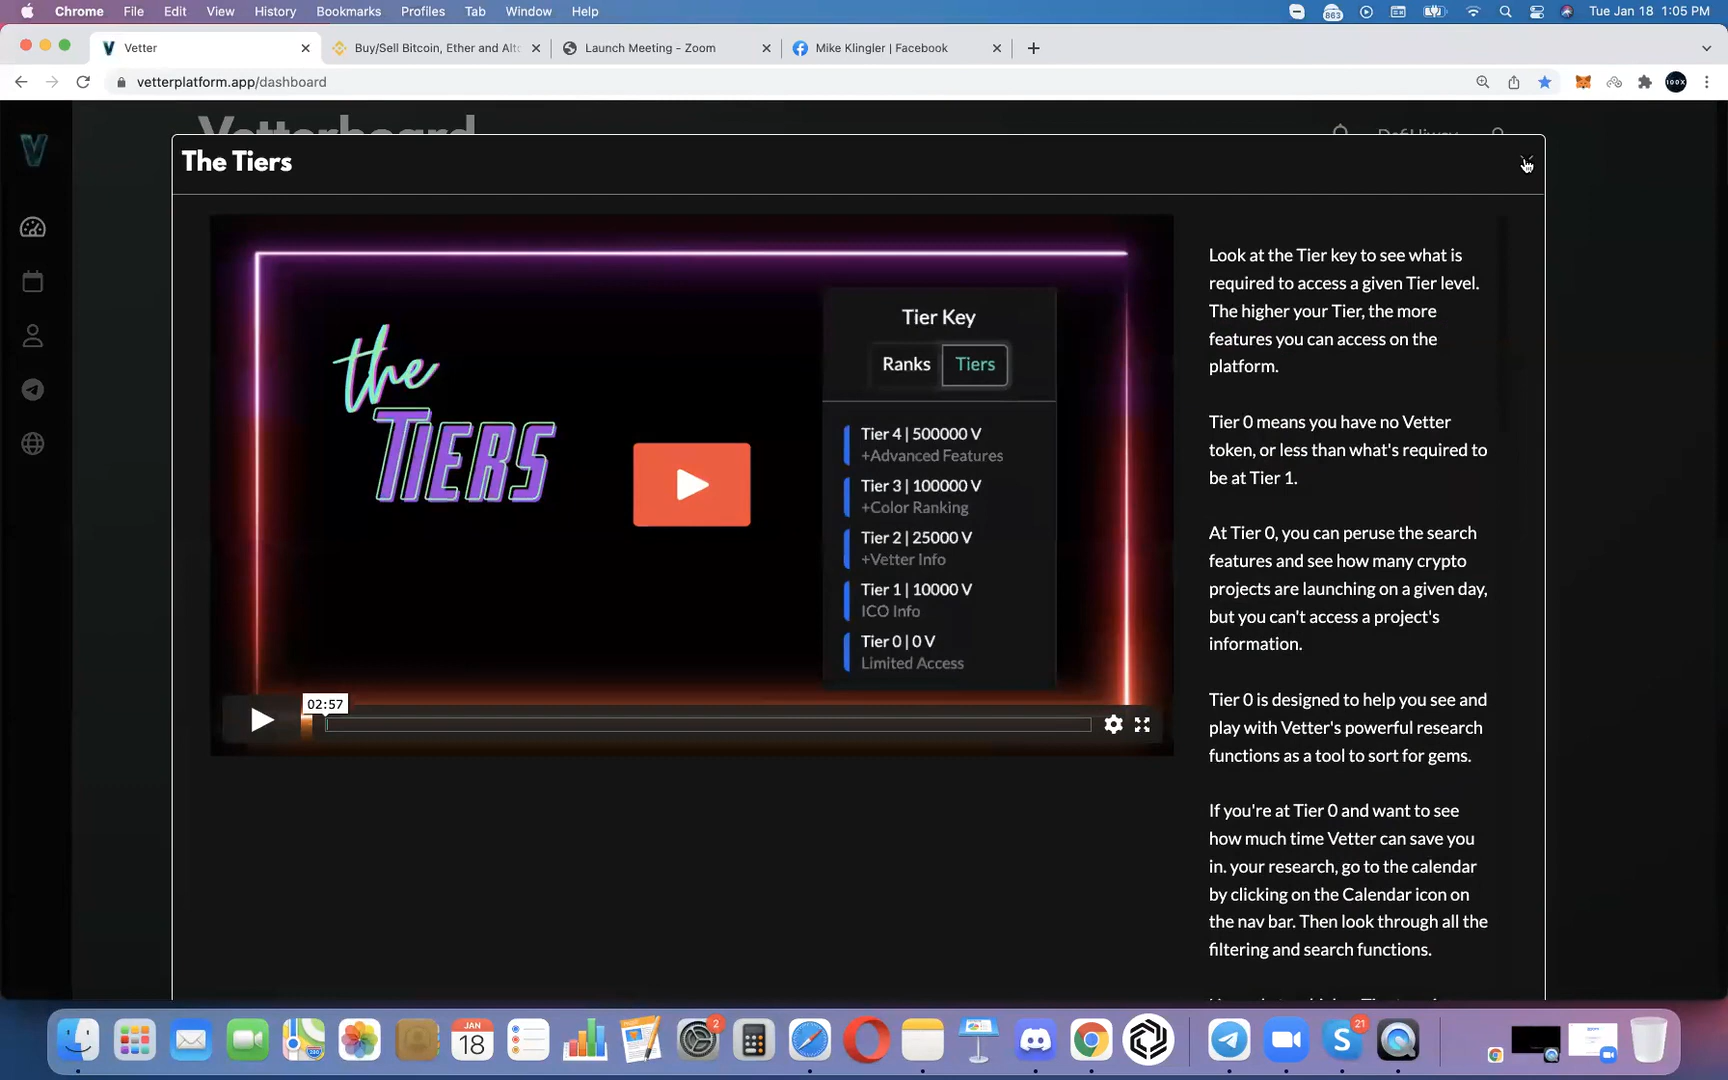 Chrome File Edit View History Bookmarks Profiles Tab Window Help 863 Tue Jan 18 1:05 PM
Vetter Buy/Sell Bitcoin, Ether and Altc Launch Meeting - Zoom Mike Klingler | Facebook
vetterplatform.app/dashboard 100X
Vetterboard
The Tiers
the
TIERS
Tier Key
Ranks Tiers
Tier 4 | 500000 V
+Advanced Features
Tier 3 | 100000 V
+Color Ranking
Tier 2 | 25000 V
+Vetter Info
Tier 1 | 10000 V
ICO Info
Tier 0 | 0 V
Limited Access
02:57
Look at the Tier key to see what is
required to access a given Tier level.
The higher your Tier, the more
features you can access on the
platform.
Tier 0 means you have no Vetter
token, or less than what's required to
be at Tier 1.
At Tier 0, you can peruse the search
features and see how many crypto
projects are launching on a given day,
but you can't access a project's
information.
Tier 0 is designed to help you see and
play with Vetter's powerful research
functions as a tool to sort for gems.
If you're at Tier 0 and want to see
how much time Vetter can save you
in. your research, go to the calendar
by clicking on the Calendar icon on
the nav bar. Then look through all the
filtering and search functions.
JAN
18
2
21